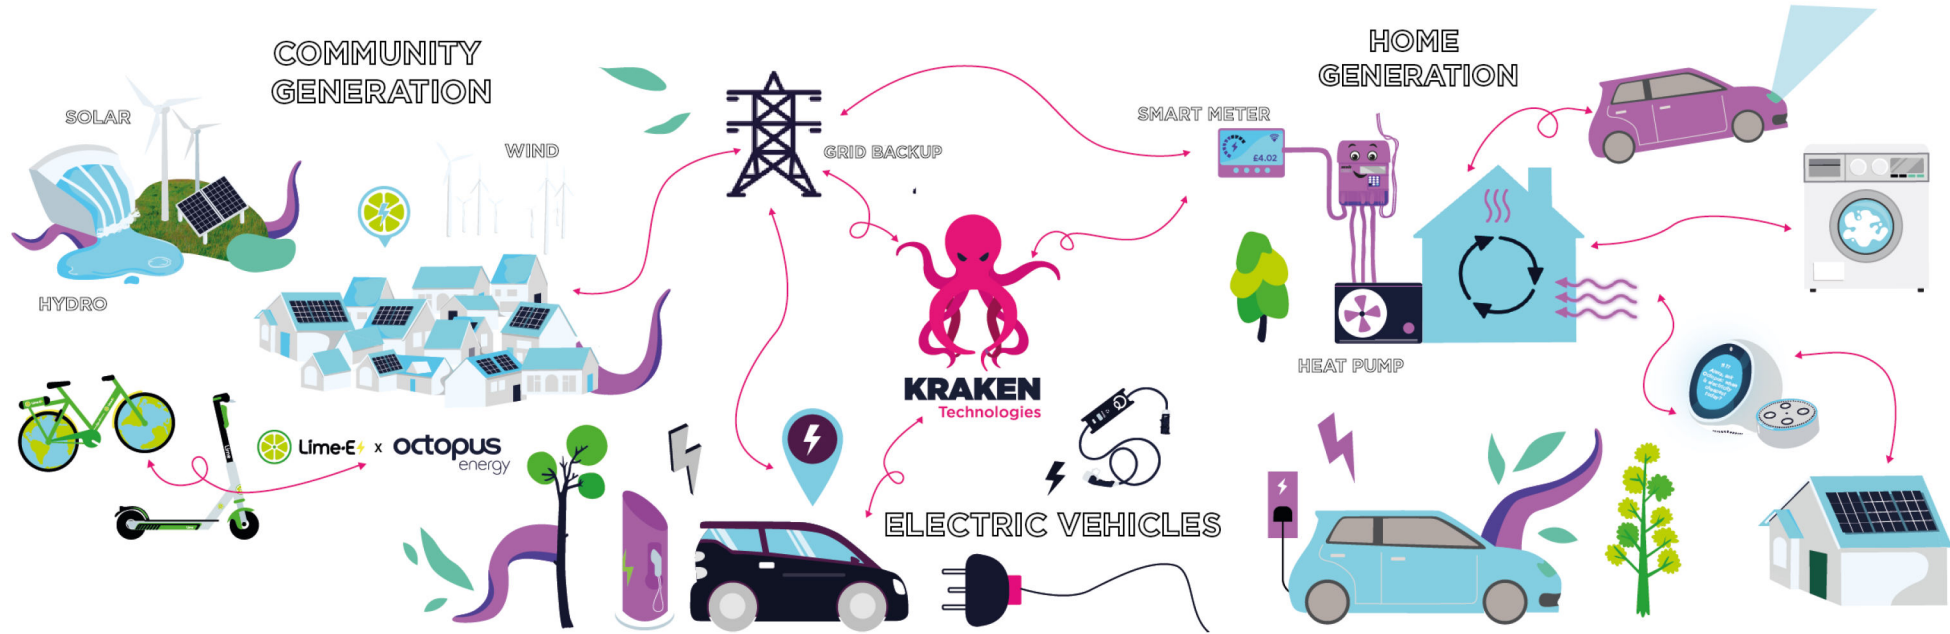 COMMUNITY
GENERATION
SOLAR
WIND
HYDRO
Lime-E x octopus
energy
Lime
GRID BACKUP
KRAKEN
Technologies
ELECTRIC VEHICLES
HOME
GENERATION
SMART METER
£4.02
HEAT PUMP